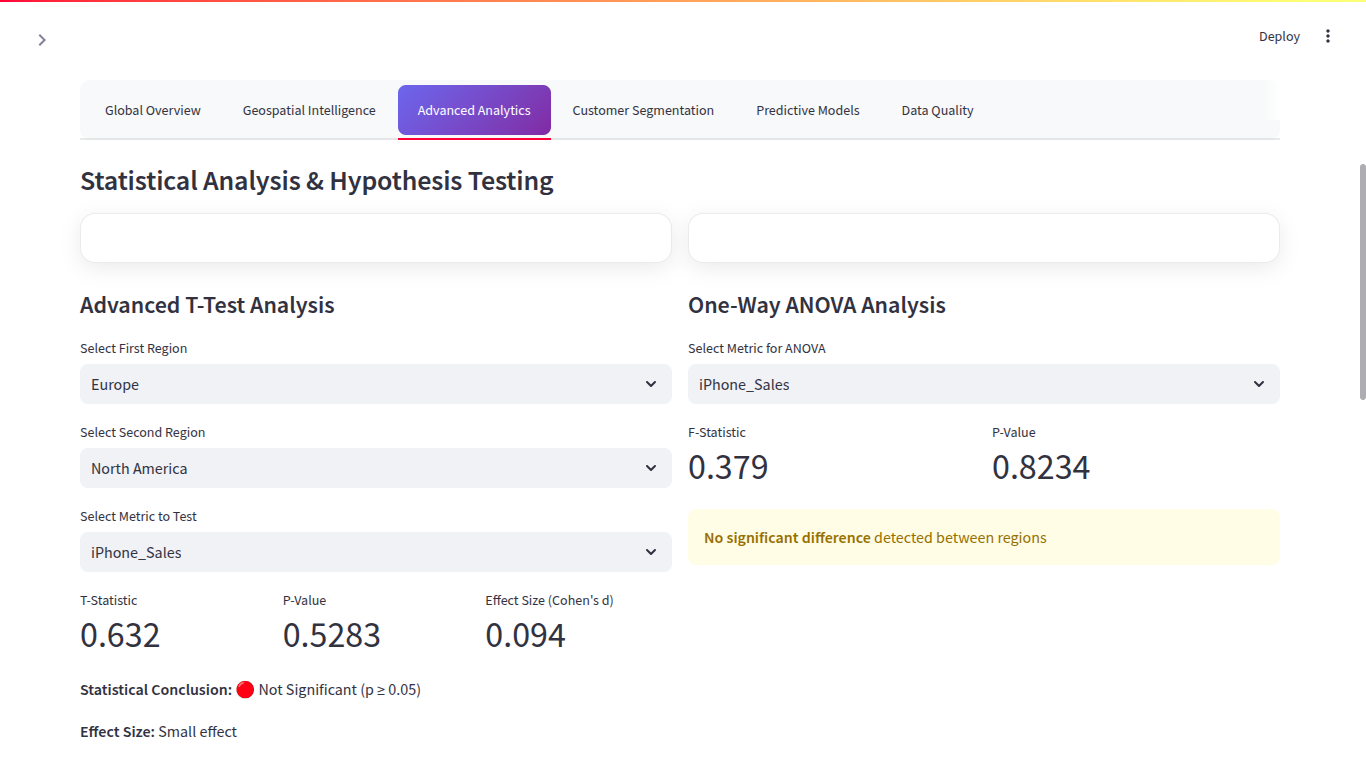 Deploy
Global Overview
Geospatial Intelligence
Advanced Analytics
Customer Segmentation
Predictive Models
Data Quality
Statistical Analysis & Hypothesis Testing
Advanced T-Test Analysis
Select First Region
Europe
Select Second Region
North America
Select Metric to Test
iPhone_Sales
T-Statistic
0.632
P-Value
0.5283
Effect Size (Cohen's d)
0.094
Statistical Conclusion: 🔴 Not Significant (p ≥ 0.05)
Effect Size: Small effect
One-Way ANOVA Analysis
Select Metric for ANOVA
iPhone_Sales
F-Statistic
0.379
P-Value
0.8234
No significant difference detected between regions